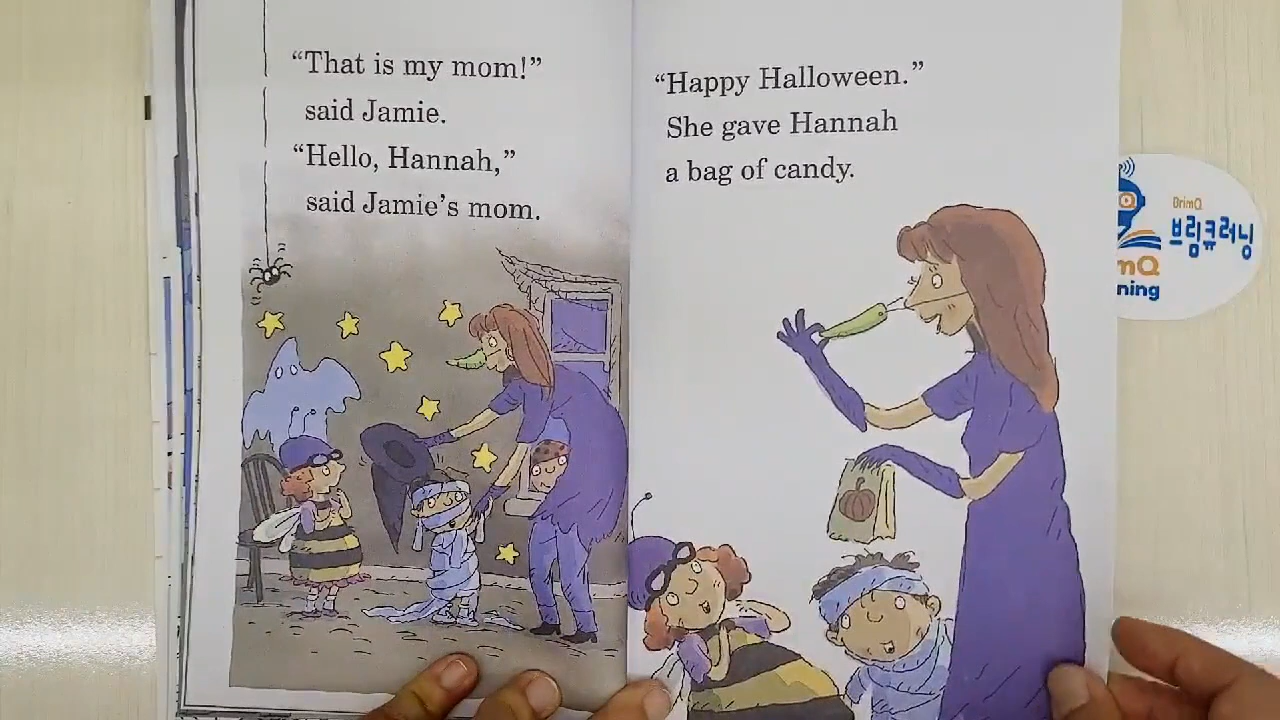 “That is my mom!”
said Jamie.
“Hello, Hannah,”
said Jamie’s mom.
“Happy Halloween.”
She gave Hannah
a bag of candy.
DrimQ
브림큐러닝
mQ
ning